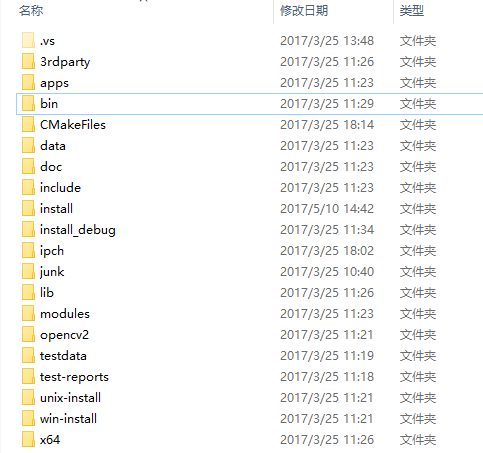 名称 修改日期 类型
.vs 2017/3/25 13:48 文件夹
3rdparty 2017/3/25 11:26 文件夹
apps 2017/3/25 11:23 文件夹
bin 2017/3/25 11:29 文件夹
CMakeFiles 2017/3/25 18:14 文件夹
data 2017/3/25 11:23 文件夹
doc 2017/3/25 11:23 文件夹
include 2017/3/25 11:23 文件夹
install 2017/5/10 14:42 文件夹
install_debug 2017/3/25 11:34 文件夹
ipch 2017/3/25 18:02 文件夹
junk 2017/3/25 10:40 文件夹
lib 2017/3/25 11:26 文件夹
modules 2017/3/25 11:23 文件夹
opencv2 2017/3/25 11:21 文件夹
testdata 2017/3/25 11:19 文件夹
test-reports 2017/3/25 11:18 文件夹
unix-install 2017/3/25 11:21 文件夹
win-install 2017/3/25 11:21 文件夹
x64 2017/3/25 11:26 文件夹